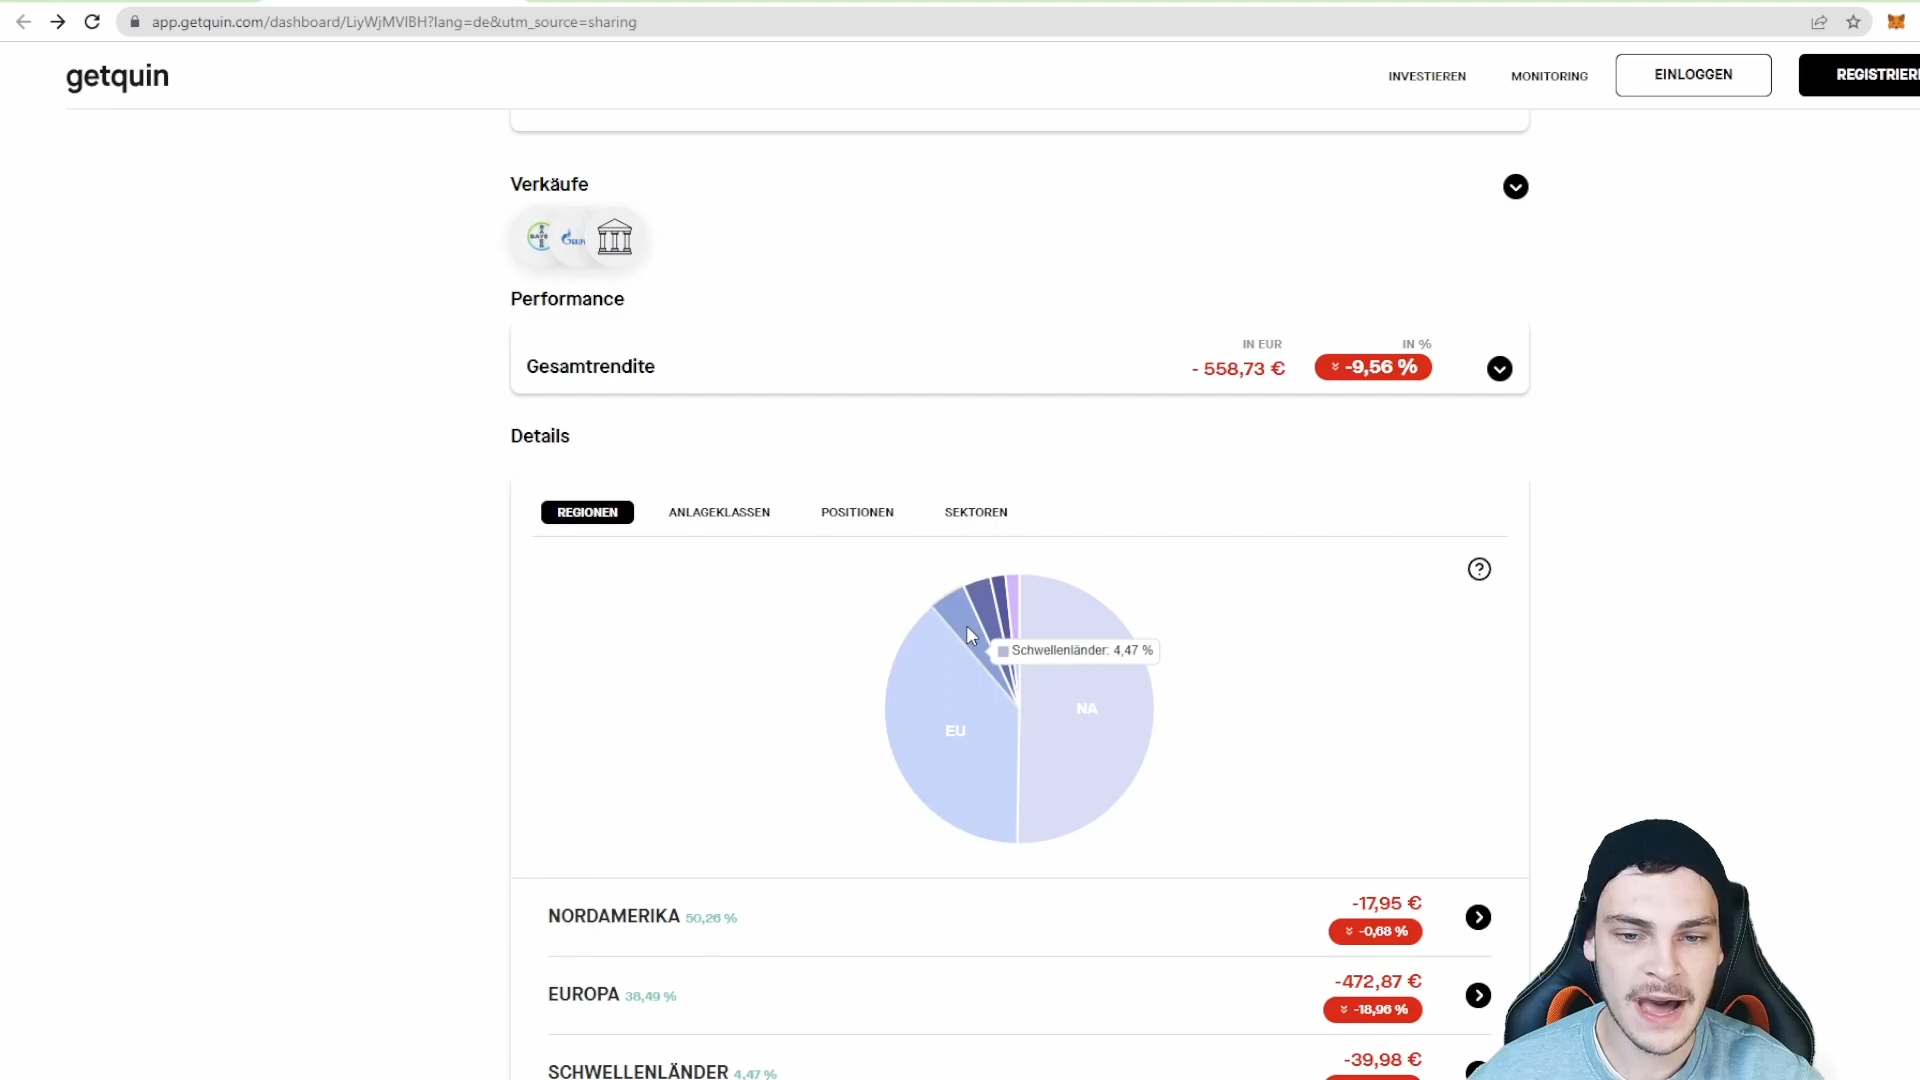 app.getquin.com/dashboard/LiyWjMVIBH?lang=de&utm_source=sharing
getquin
INVESTIEREN
MONITORING
EINLOGGEN
REGISTRIER
Verkäufe
Performance
IN EUR
IN %
Gesamtrendite
- 558,73 €
-9,56 %
Details
REGIONEN
ANLAGEKLASSEN
POSITIONEN
SEKTOREN
Schwellenländer: 4,47 %
NA
EU
NORDAMERIKA 50,26 %
-17,95 €
-0,68 %
EUROPA 38,49 %
-472,87 €
-18,96 %
SCHWELLENLÄNDER 4,47 %
-39,98 €